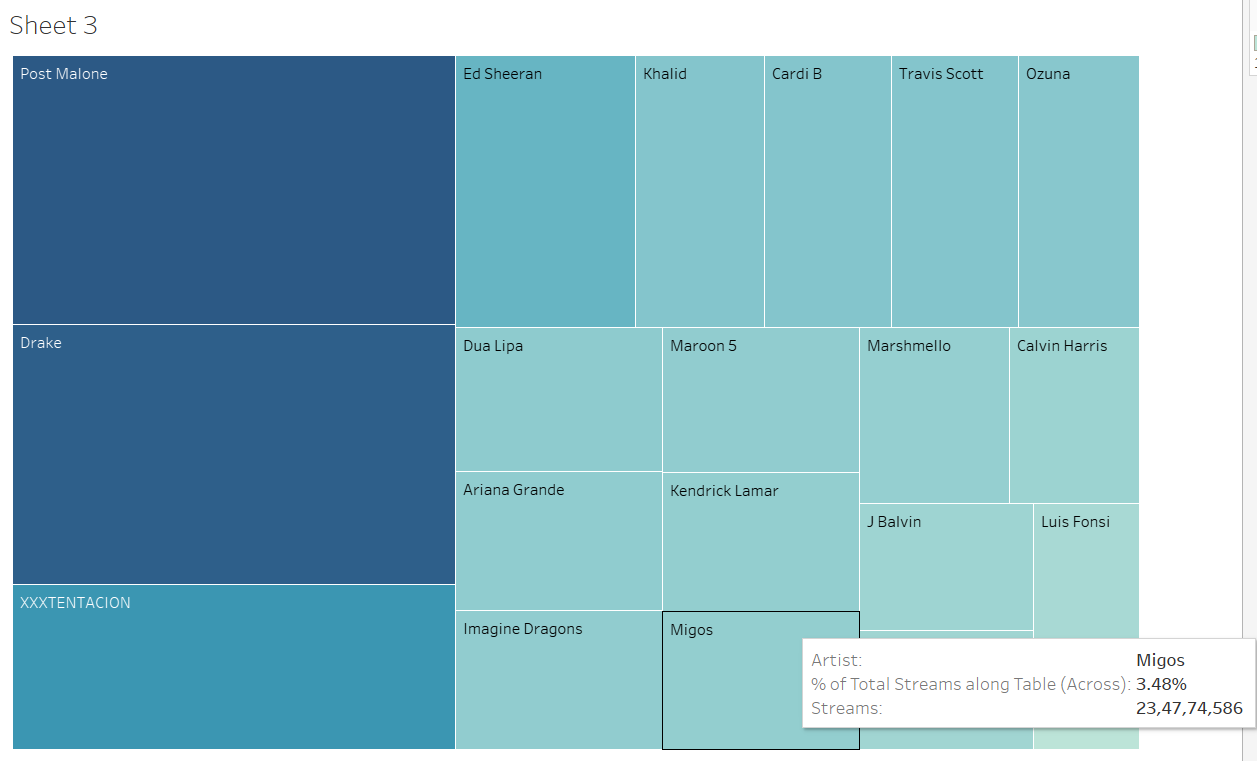 Sheet 3
Post Malone
Ed Sheeran
Khalid
Cardi B
Travis Scott
Ozuna
Drake
Dua Lipa
Maroon 5
Marshmello
Calvin Harris
Ariana Grande
Kendrick Lamar
J Balvin
Luis Fonsi
XXXTENTACION
Imagine Dragons
Migos
Artist: Migos
% of Total Streams along Table (Across): 3.48%
Streams: 23,47,74,586